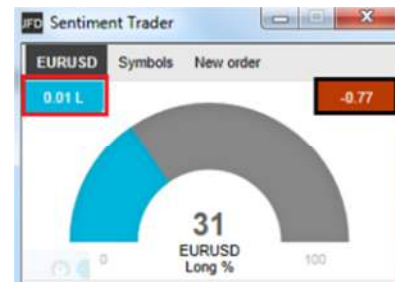 JFD Sentiment Trader
EURUSD Symbols New order
0.01 L -0.77
31
0 EURUSD 100
Long %